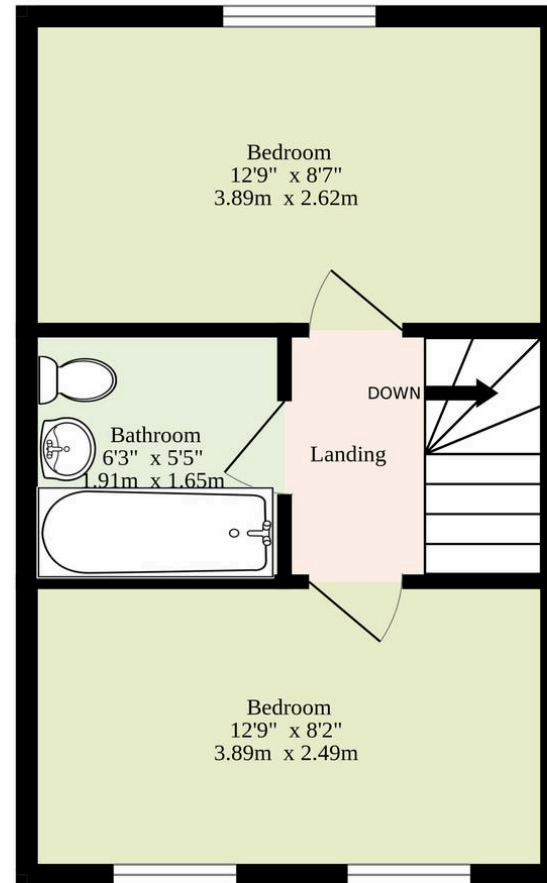 Bedroom
12'9" x 8'7"
3.89m x 2.62m
DOWN
Bathroom
6'3" x 5'5"
1.91m x 1.65m
Landing
Bedroom
12'9" x 8'2"
3.89m x 2.49m